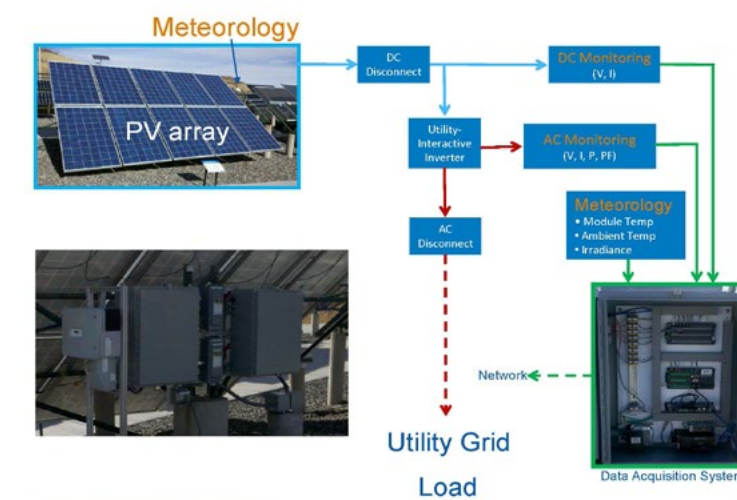 Meteorology
PV array
DC
Disconnect
DC Monitoring
(V, I)
Utility-
Interactive
Inverter
AC Monitoring
(V, I, P, PF)
Meteorology
• Module Temp
• Ambient Temp
• Irradiance
AC
Disconnect
Network
Utility Grid
Load
Data Acquisition System